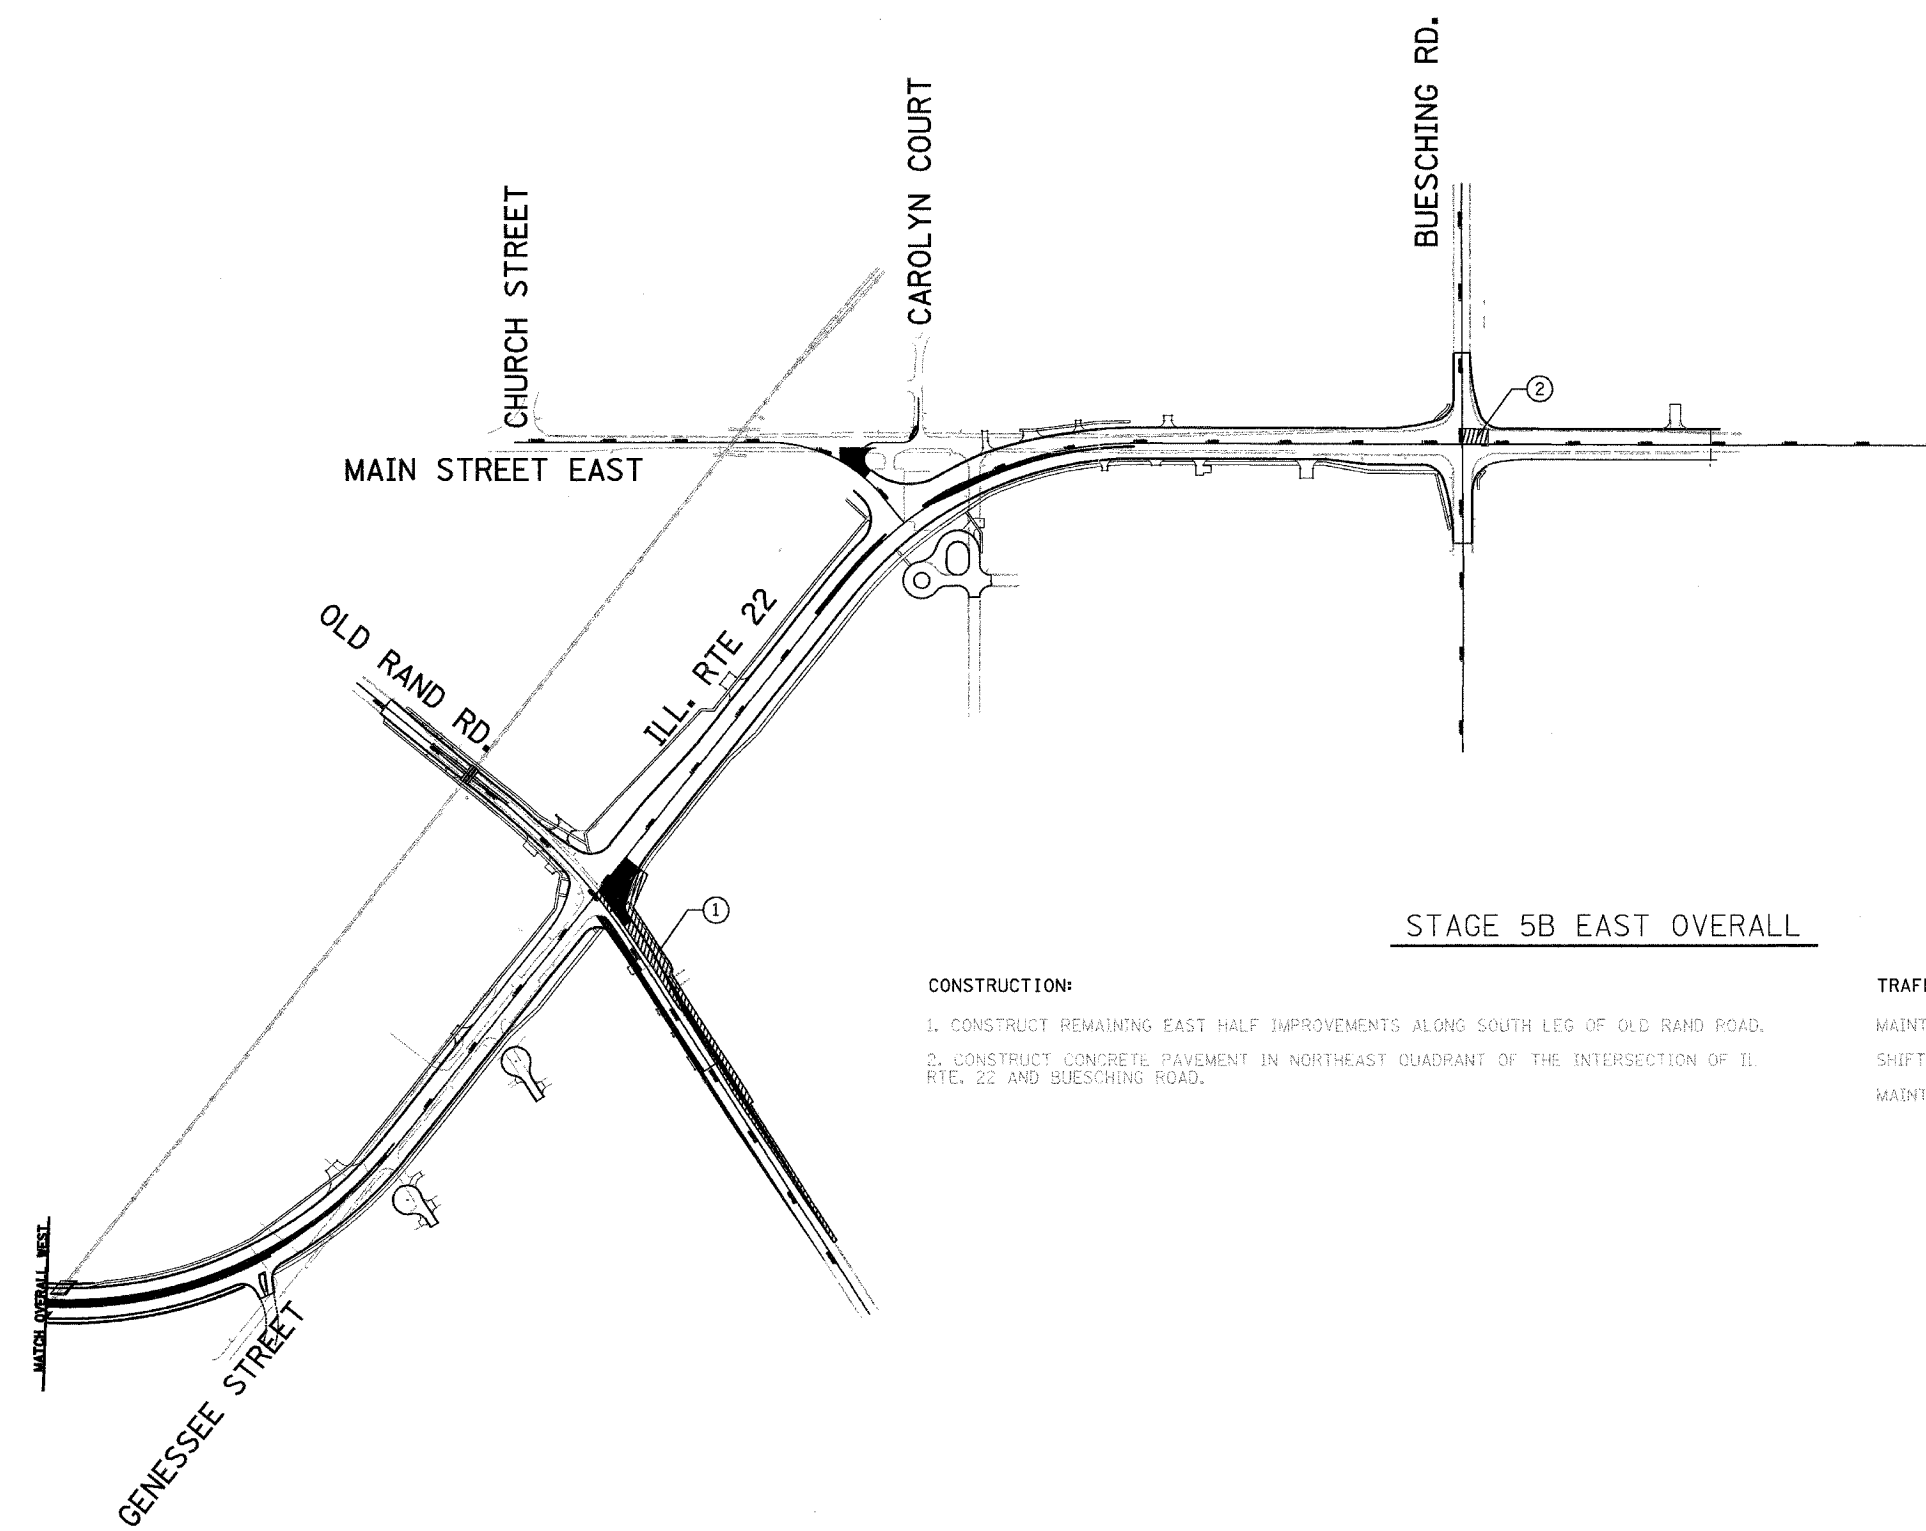 BUESCHING RD.
CAROLYN COURT
CHURCH STREET
2
MAIN STREET EAST
ILL. RTE 22
OLD RAND RD.
1
STAGE 5B EAST OVERALL
CONSTRUCTION:
1. CONSTRUCT REMAINING EAST HALF IMPROVEMENTS ALONG SOUTH LEG OF OLD RAND ROAD.
2. CONSTRUCT CONCRETE PAVEMENT IN NORTHEAST QUADRANT OF THE INTERSECTION OF IL
RTE. 22 AND BUESCHING ROAD.
TRAFF
MAINT
SHIFT
MAINT
MATCH OVERALL WEST
GENESSEE STREET